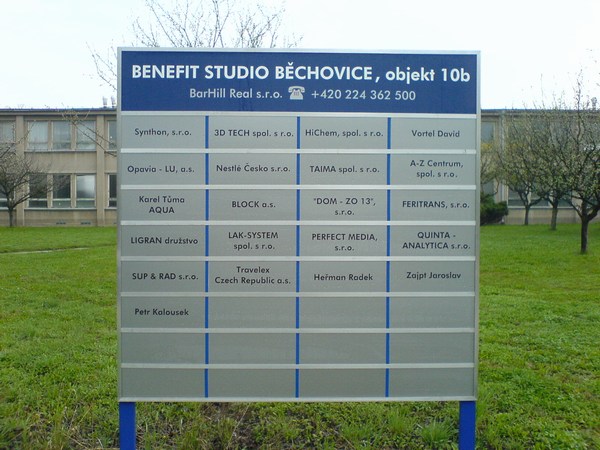 BENEFIT STUDIO BĚCHOVICE, objekt 10b
BarHill Real s.r.o. ☎ +420 224 362 500
Synthon, s.r.o.
3D TECH spol. s r.o.
HiChem, spol. s r.o.
Vortel David
Opavia - LU, a.s.
Nestlé Česko s.r.o.
TAIMA spol. s r.o.
A-Z Centrum,
spol. s r.o.
Karel Tůma
AQUA
BLOCK a.s.
"DOM - ZO 13",
s.r.o.
FERITRANS, s.r.o.
LIGRAN družstvo
LAK-SYSTEM
spol. s r.o.
PERFECT MEDIA,
s.r.o.
QUINTA -
ANALYTICA s.r.o.
SUP & RAD s.r.o.
Travelex
Czech Republic a.s.
Heřman Radek
Zajpt Jaroslav
Petr Kalousek